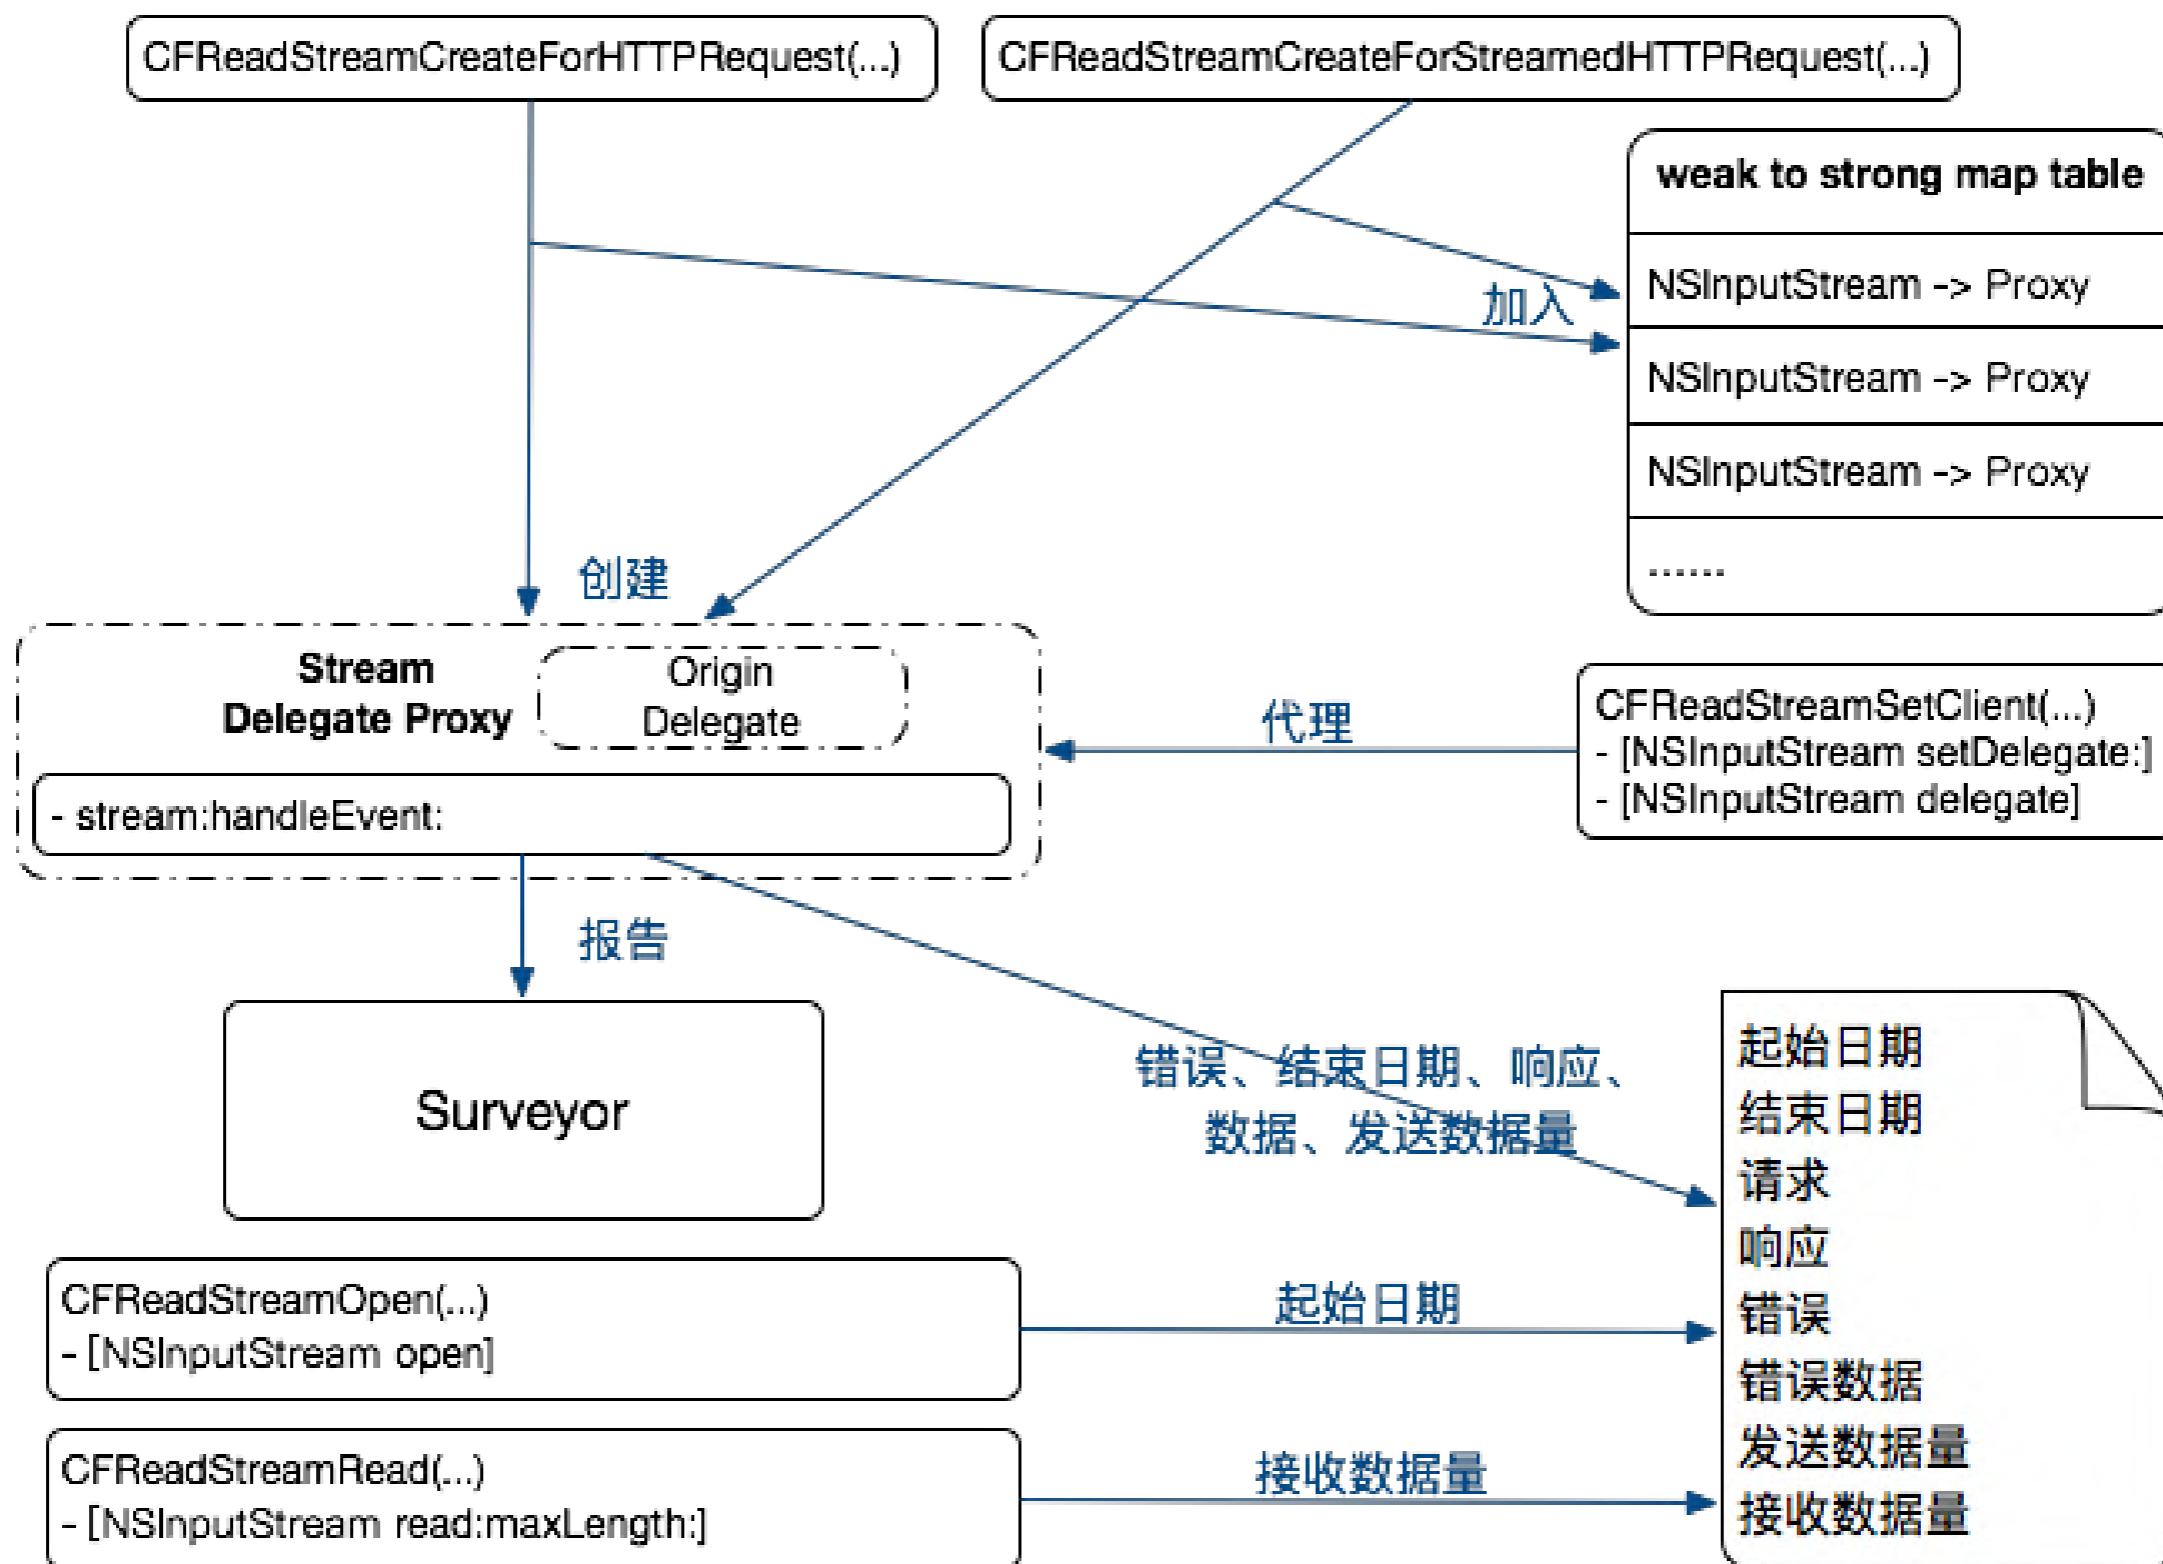 CFReadStreamCreateForHTTPRequest(...)
CFReadStreamCreateForStreamedHTTPRequest(...)
weak to strong map table
NSInputStream -> Proxy
加入
NSInputStream -> Proxy
NSInputStream -> Proxy
......
创建
Stream
Delegate Proxy
Origin
Delegate
- stream:handleEvent:
代理
CFReadStreamSetClient(...)
- [NSInputStream setDelegate:]
- [NSInputStream delegate]
报告
Surveyor
错误、结束日期、响应、
数据、发送数据量
起始日期
结束日期
请求
响应
错误
错误数据
发送数据量
接收数据量
CFReadStreamOpen(...)
- [NSInputStream open]
起始日期
CFReadStreamRead(...)
- [NSInputStream read:maxLength:]
接收数据量